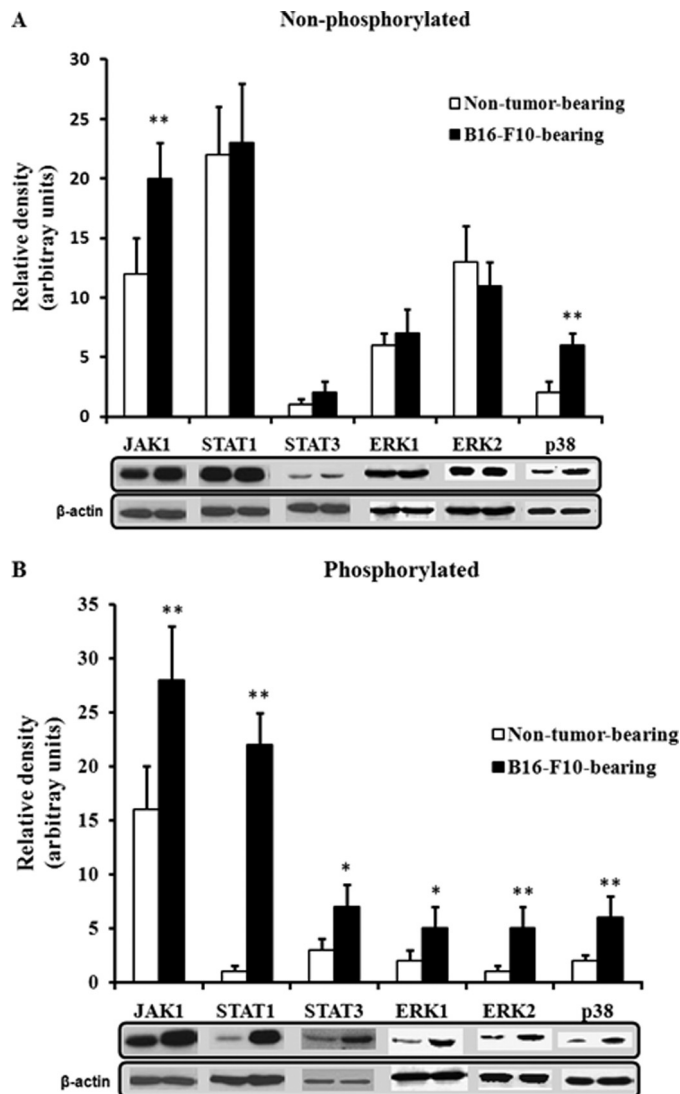 A Non-phosphorylated
30
25
20
15
10
5
0
Relative density
(arbitray units)
Non-tumor-bearing
B16-F10-bearing
**
**
JAK1 STAT1 STAT3 ERK1 ERK2 p38
β-actin
B Phosphorylated
35
30
25
20
15
10
5
0
Relative density
(arbitray units)
Non-tumor-bearing
B16-F10-bearing
**
**
*
*
**
**
JAK1 STAT1 STAT3 ERK1 ERK2 p38
β-actin